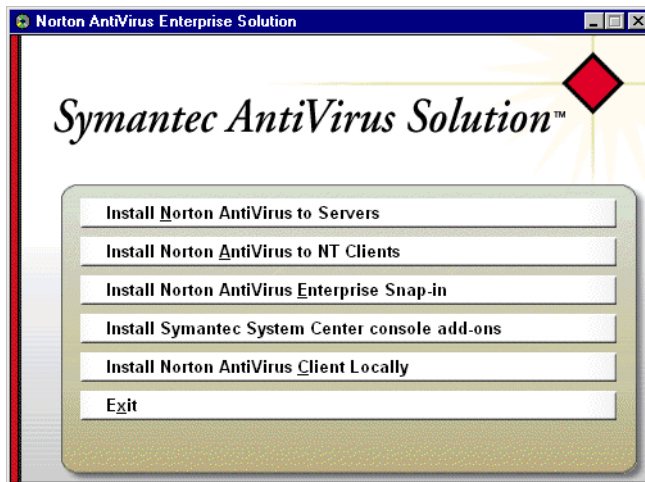 Norton AntiVirus Enterprise Solution
Symantec AntiVirus Solution™
Install Norton AntiVirus to Servers
Install Norton AntiVirus to NT Clients
Install Norton AntiVirus Enterprise Snap-in
Install Symantec System Center console add-ons
Install Norton AntiVirus Client Locally
Exit